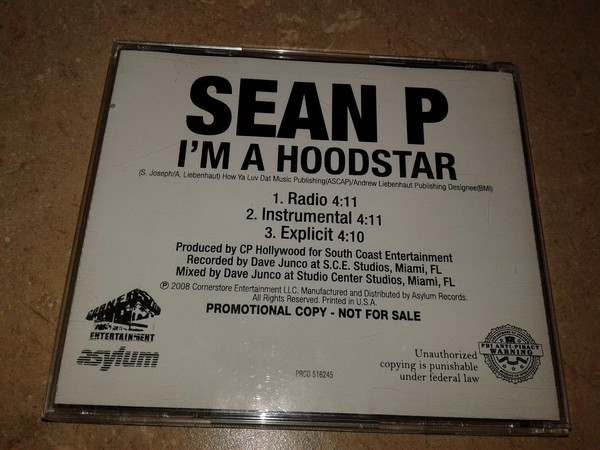 SEAN P
I'M A HOODSTAR
(S. Joseph/A. Liebenhaut) How Ya Luv Dat Music Publishing(ASCAP)/Andrew Liebenhaut Publishing Designee(BMI)
1. Radio 4:11
2. Instrumental 4:11
3. Explicit 4:10
Produced by CP Hollywood for South Coast Entertainment
Recorded by Dave Junco at S.C.E. Studios, Miami, FL
Mixed by Dave Junco at Studio Center Studios, Miami, FL
℗ 2008 Cornerstore Entertainment LLC. Manufactured and Distributed by Asylum Records.
All Rights Reserved. Printed in U.S.A.
PROMOTIONAL COPY - NOT FOR SALE
ENTERTAINMENT
asylum
PRCD 516245
Unauthorized
copying is punishable
under federal law
FBI ANTI-PIRACY
WARNING